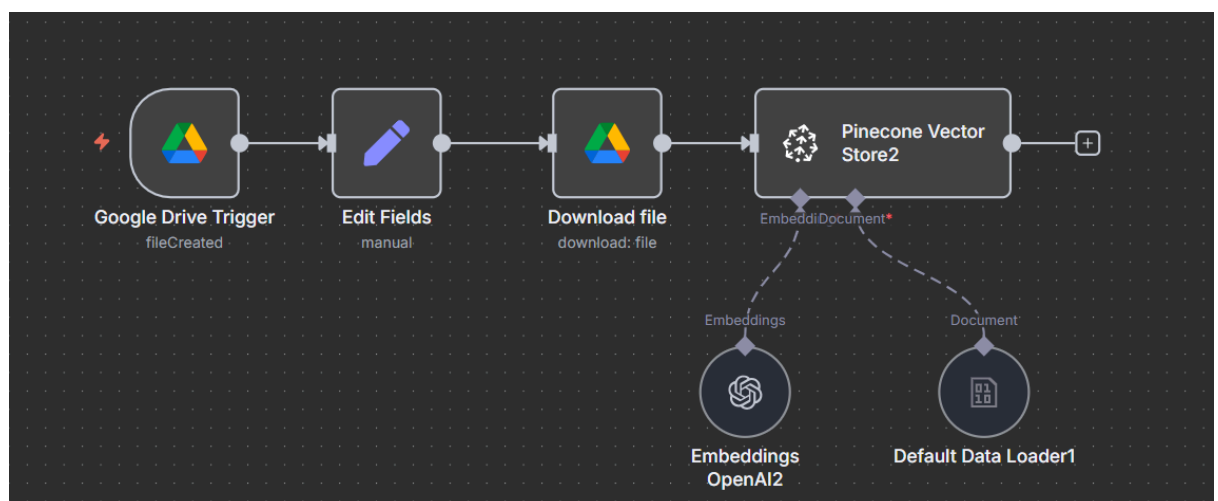 Google Drive Trigger
fileCreated
Edit Fields
manual
Download file
download: file
Pinecone Vector
Store2
EmbeddiDocument*
Embeddings
Document
Embeddings
OpenAI2
Default Data Loader1